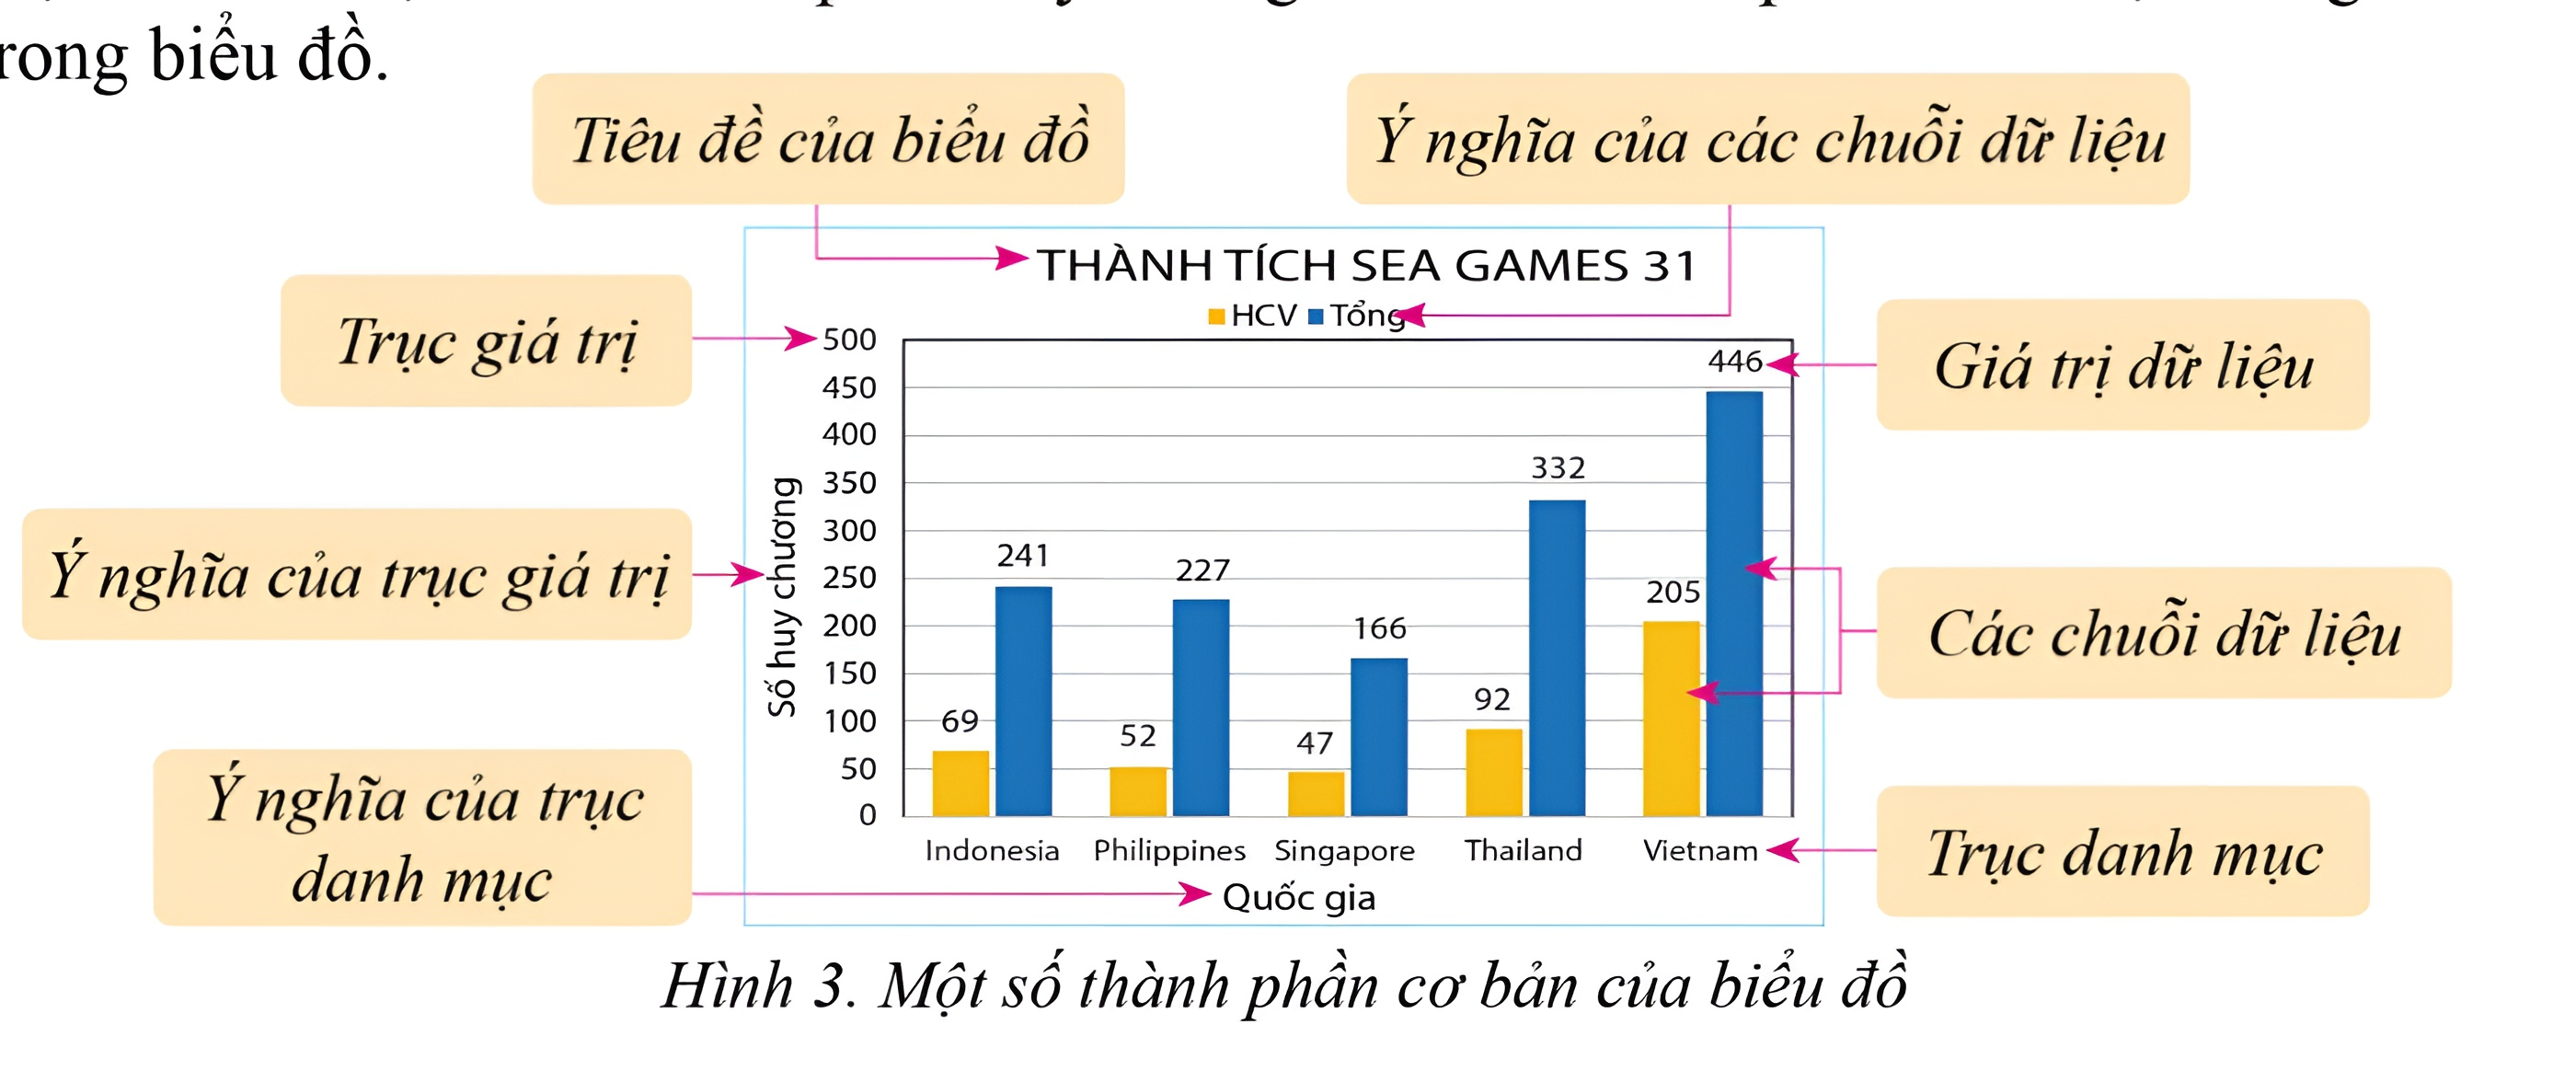 rong biểu đồ.
Tiêu đề của biểu đồ
Ý nghĩa của các chuỗi dữ liệu
THÀNH TÍCH SEA GAMES 31
HCV Tổng
Trục giá trị
Giá trị dữ liệu
500
450
400
350
300
250
200
150
100
50
0
Số huy chương
Ý nghĩa của trục giá trị
69
241
52
227
47
166
92
332
205
446
Các chuỗi dữ liệu
Indonesia Philippines Singapore Thailand Vietnam
Trục danh mục
Ý nghĩa của trục
danh mục
Quốc gia
Hình 3. Một số thành phần cơ bản của biểu đồ